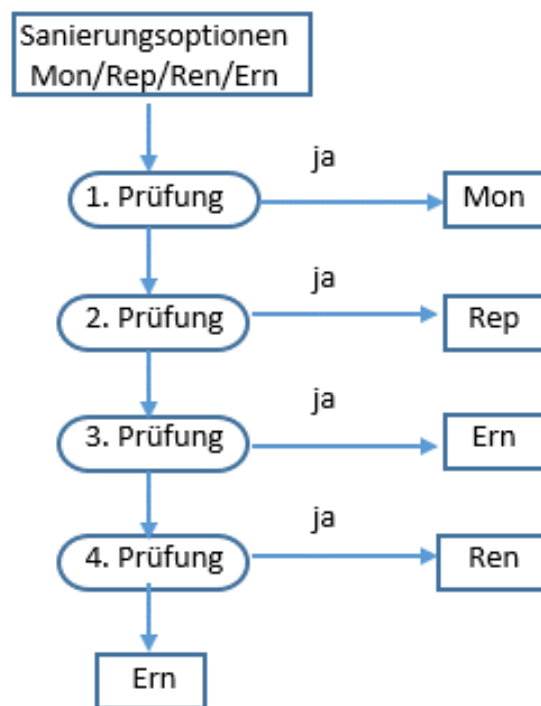 Sanierungsoptionen
Mon/Rep/Ren/Ern
ja
1. Prüfung
Mon
ja
2. Prüfung
Rep
ja
3. Prüfung
Ern
ja
4. Prüfung
Ren
Ern